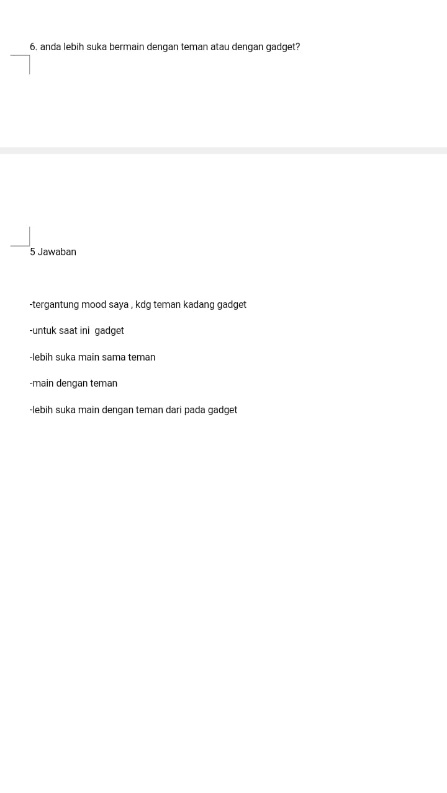 6. anda lebih suka bermain dengan teman atau dengan gadget?
5 Jawaban
-tergantung mood saya , kdg teman kadang gadget
-untuk saat ini  gadget
-lebih suka main sama teman
-main dengan teman
-lebih suka main dengan teman dari pada gadget